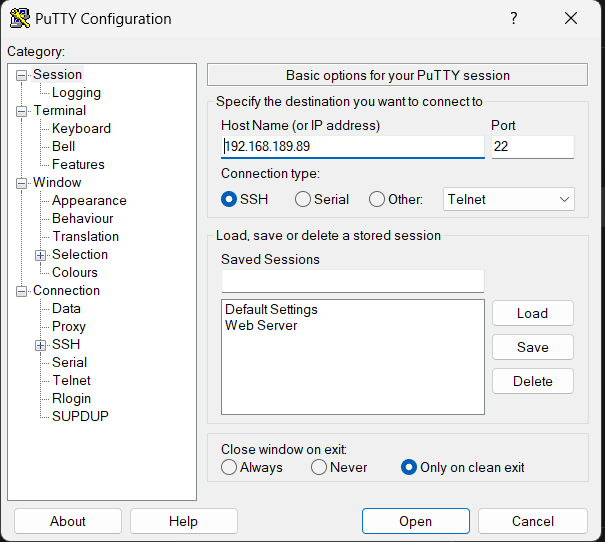 PuTTY Configuration
?
Category:
Session
Logging
Terminal
Keyboard
Bell
Features
Window
Appearance
Behaviour
Translation
Selection
Colours
Connection
Data
Proxy
SSH
Serial
Telnet
Rlogin
SUPDUP
Basic options for your PuTTY session
Specify the destination you want to connect to
Host Name (or IP address) Port
192.168.189.89 22
Connection type:
SSH Serial Other: Telnet
Load, save or delete a stored session
Saved Sessions
Default Settings
Web Server
Load
Save
Delete
Close window on exit:
Always Never Only on clean exit
About Help Open Cancel